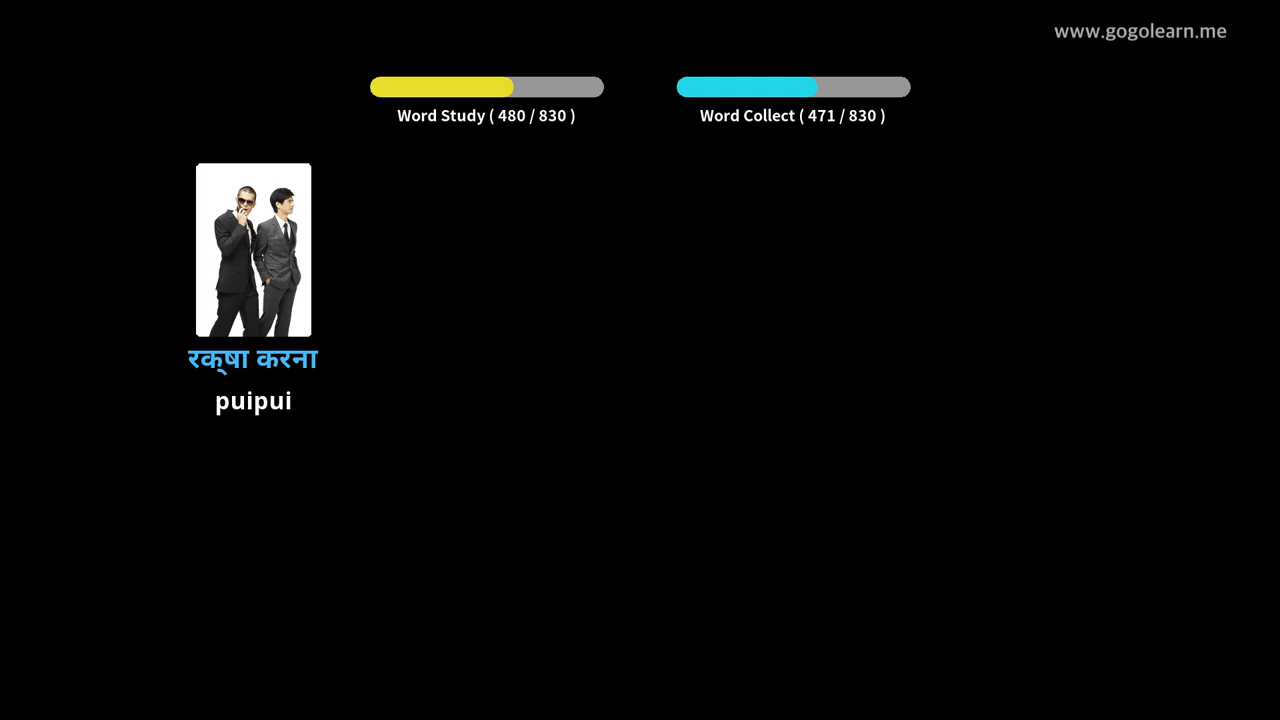 www.gogolearn.me
Word Study ( 480 / 830 )
Word Collect ( 471 / 830 )
रक्षा करना
puipui